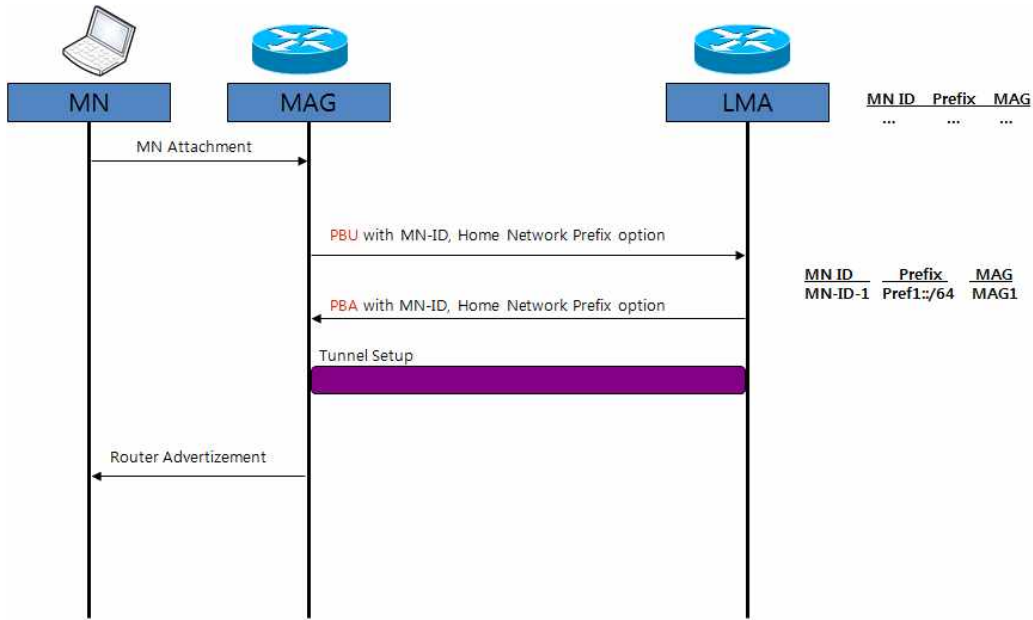 MN MAG LMA
MN ID Prefix MAG
... ... ...
MN Attachment
PBU with MN-ID, Home Network Prefix option
MN ID Prefix MAG
MN-ID-1 Pref1::/64 MAG1
PBA with MN-ID, Home Network Prefix option
Tunnel Setup
Router Advertizement